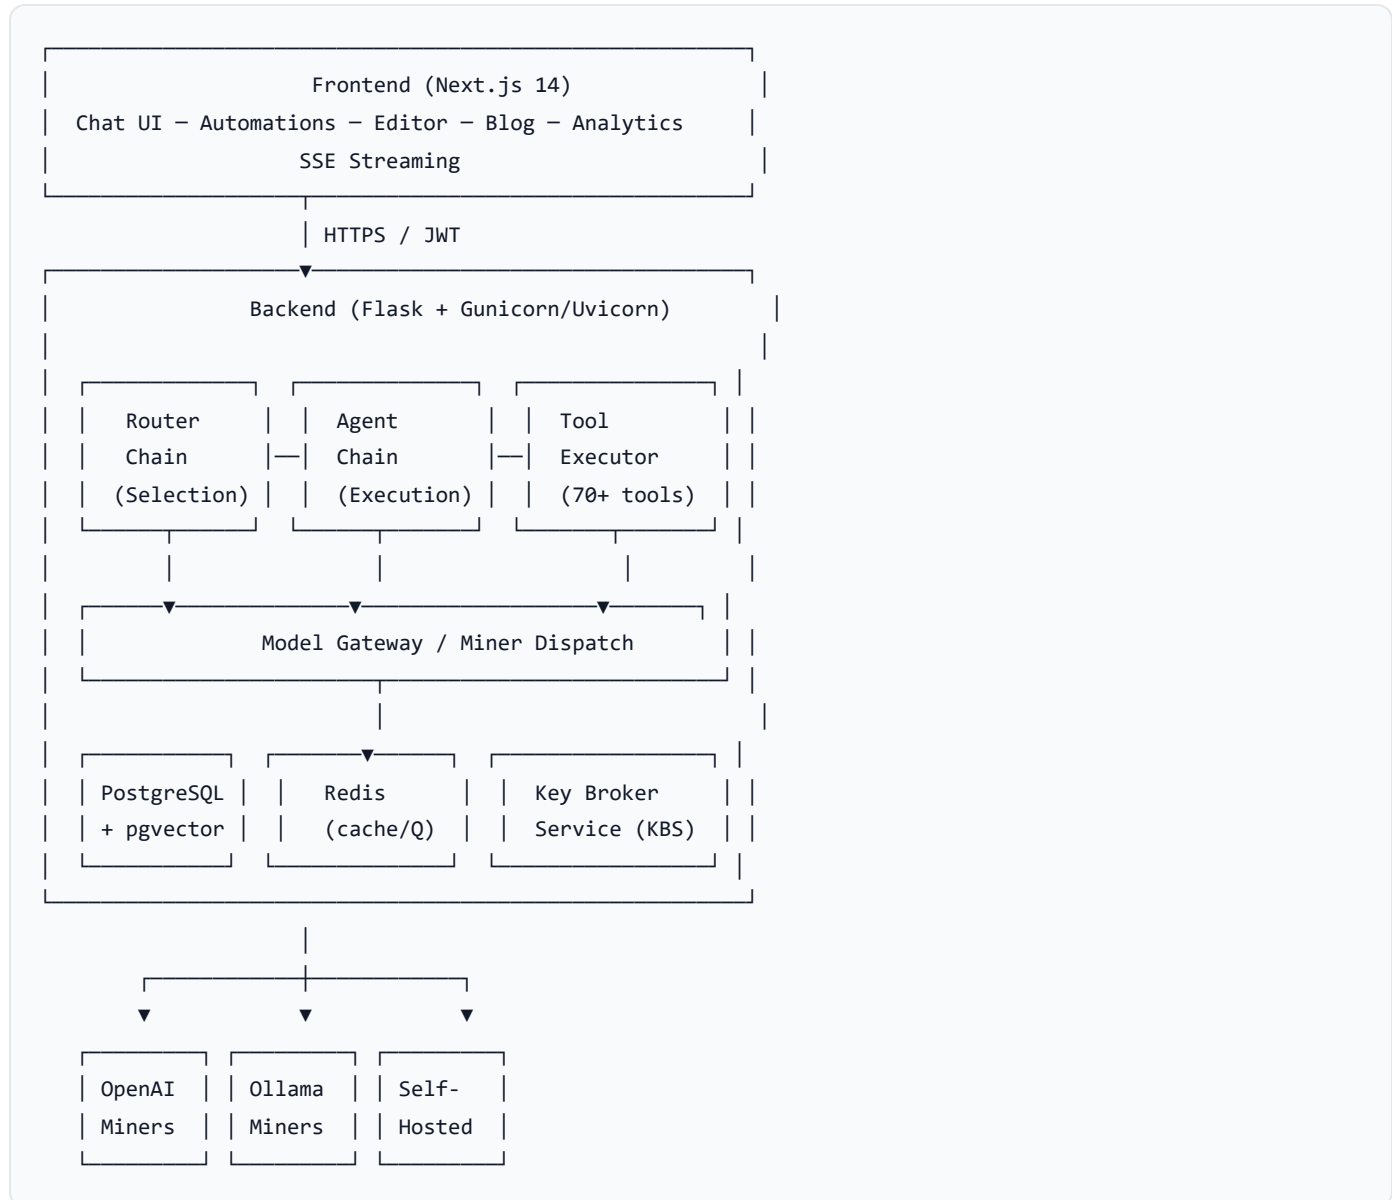 Frontend (Next.js 14)
Chat UI — Automations — Editor — Blog — Analytics
SSE Streaming
HTTPS / JWT
Backend (Flask + Gunicorn/Uvicorn)
Router Agent Tool
Chain Chain Executor
(Selection) (Execution) (70+ tools)
Model Gateway / Miner Dispatch
PostgreSQL Redis Key Broker
+ pgvector (cache/Q) Service (KBS)
OpenAI Ollama Self-
Miners Miners Hosted